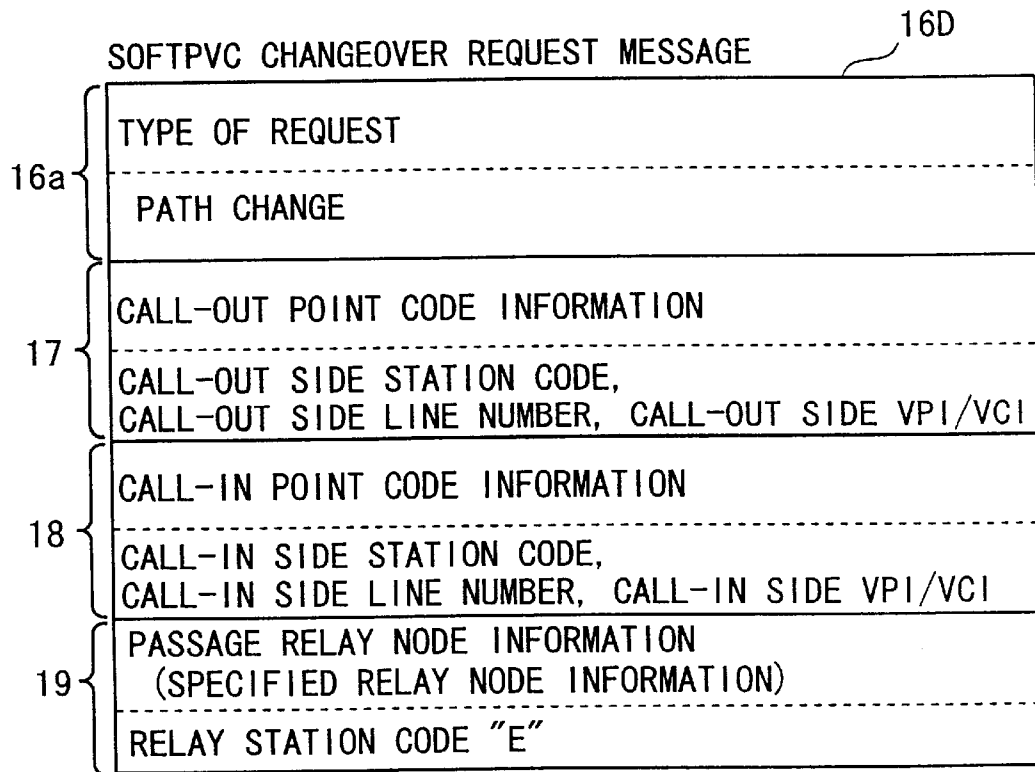 16D
SOFTPVC CHANGEOVER REQUEST MESSAGE
16a
TYPE OF REQUEST
PATH CHANGE
17
CALL-OUT POINT CODE INFORMATION
CALL-OUT SIDE STATION CODE,
CALL-OUT SIDE LINE NUMBER, CALL-OUT SIDE VPI/VCI
18
CALL-IN POINT CODE INFORMATION
CALL-IN SIDE STATION CODE,
CALL-IN SIDE LINE NUMBER, CALL-IN SIDE VPI/VCI
19
PASSAGE RELAY NODE INFORMATION
(SPECIFIED RELAY NODE INFORMATION)
RELAY STATION CODE "E"